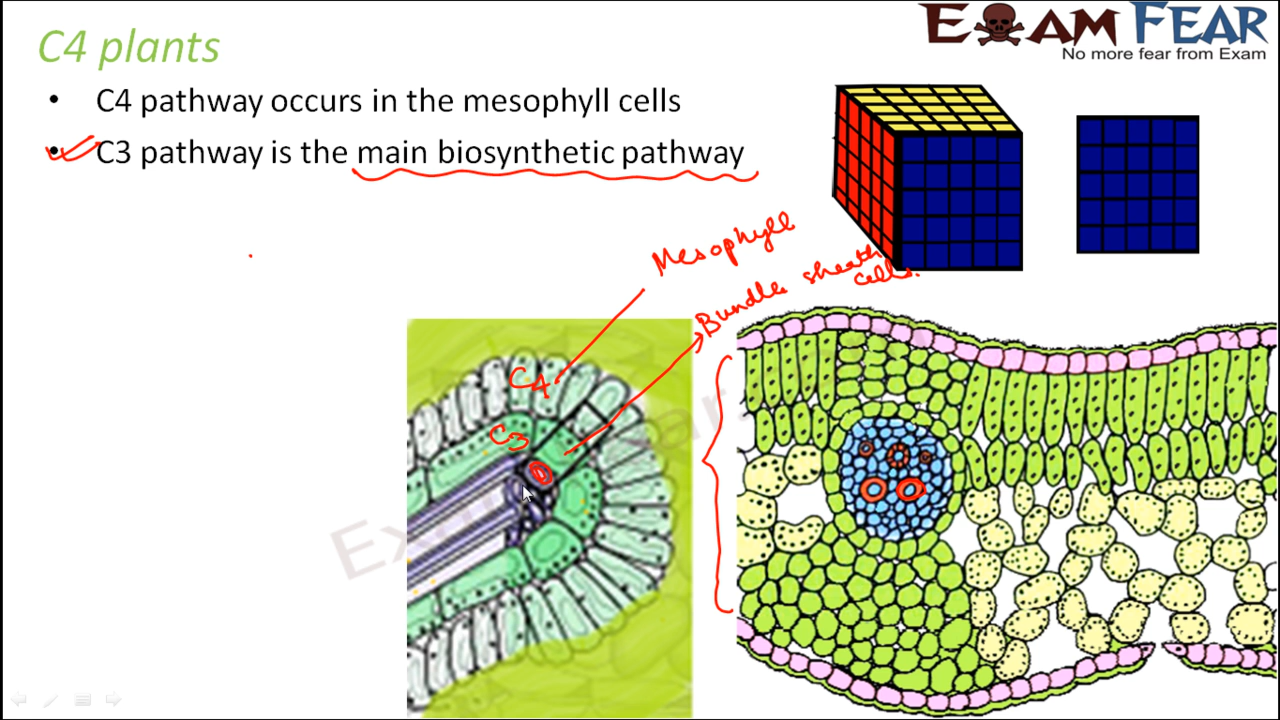 C4 plants
EXAM FEAR
No more fear from Exam
• C4 pathway occurs in the mesophyll cells
• C3 pathway is the main biosynthetic pathway
Mesophyll
Bundle sheath
cells.
C4
C3